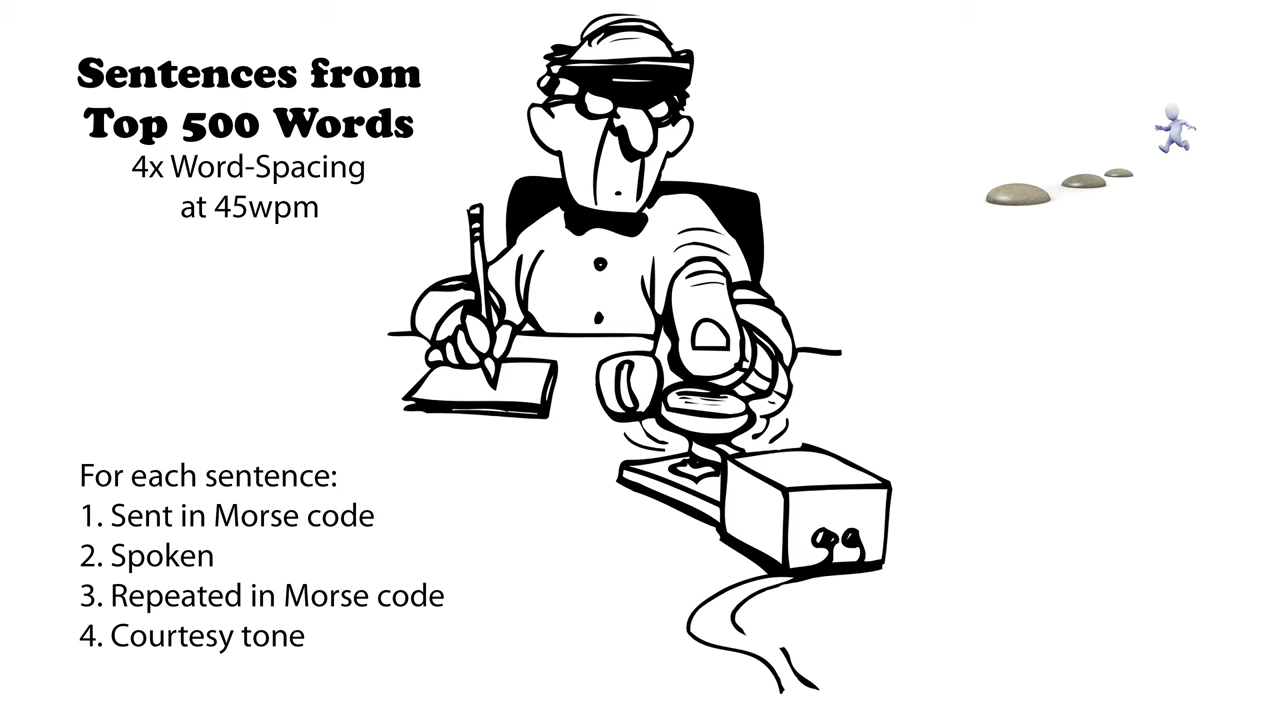 Sentences from
Top 500 Words
4x Word-Spacing
at 45wpm
For each sentence:
1. Sent in Morse code
2. Spoken
3. Repeated in Morse code
4. Courtesy tone